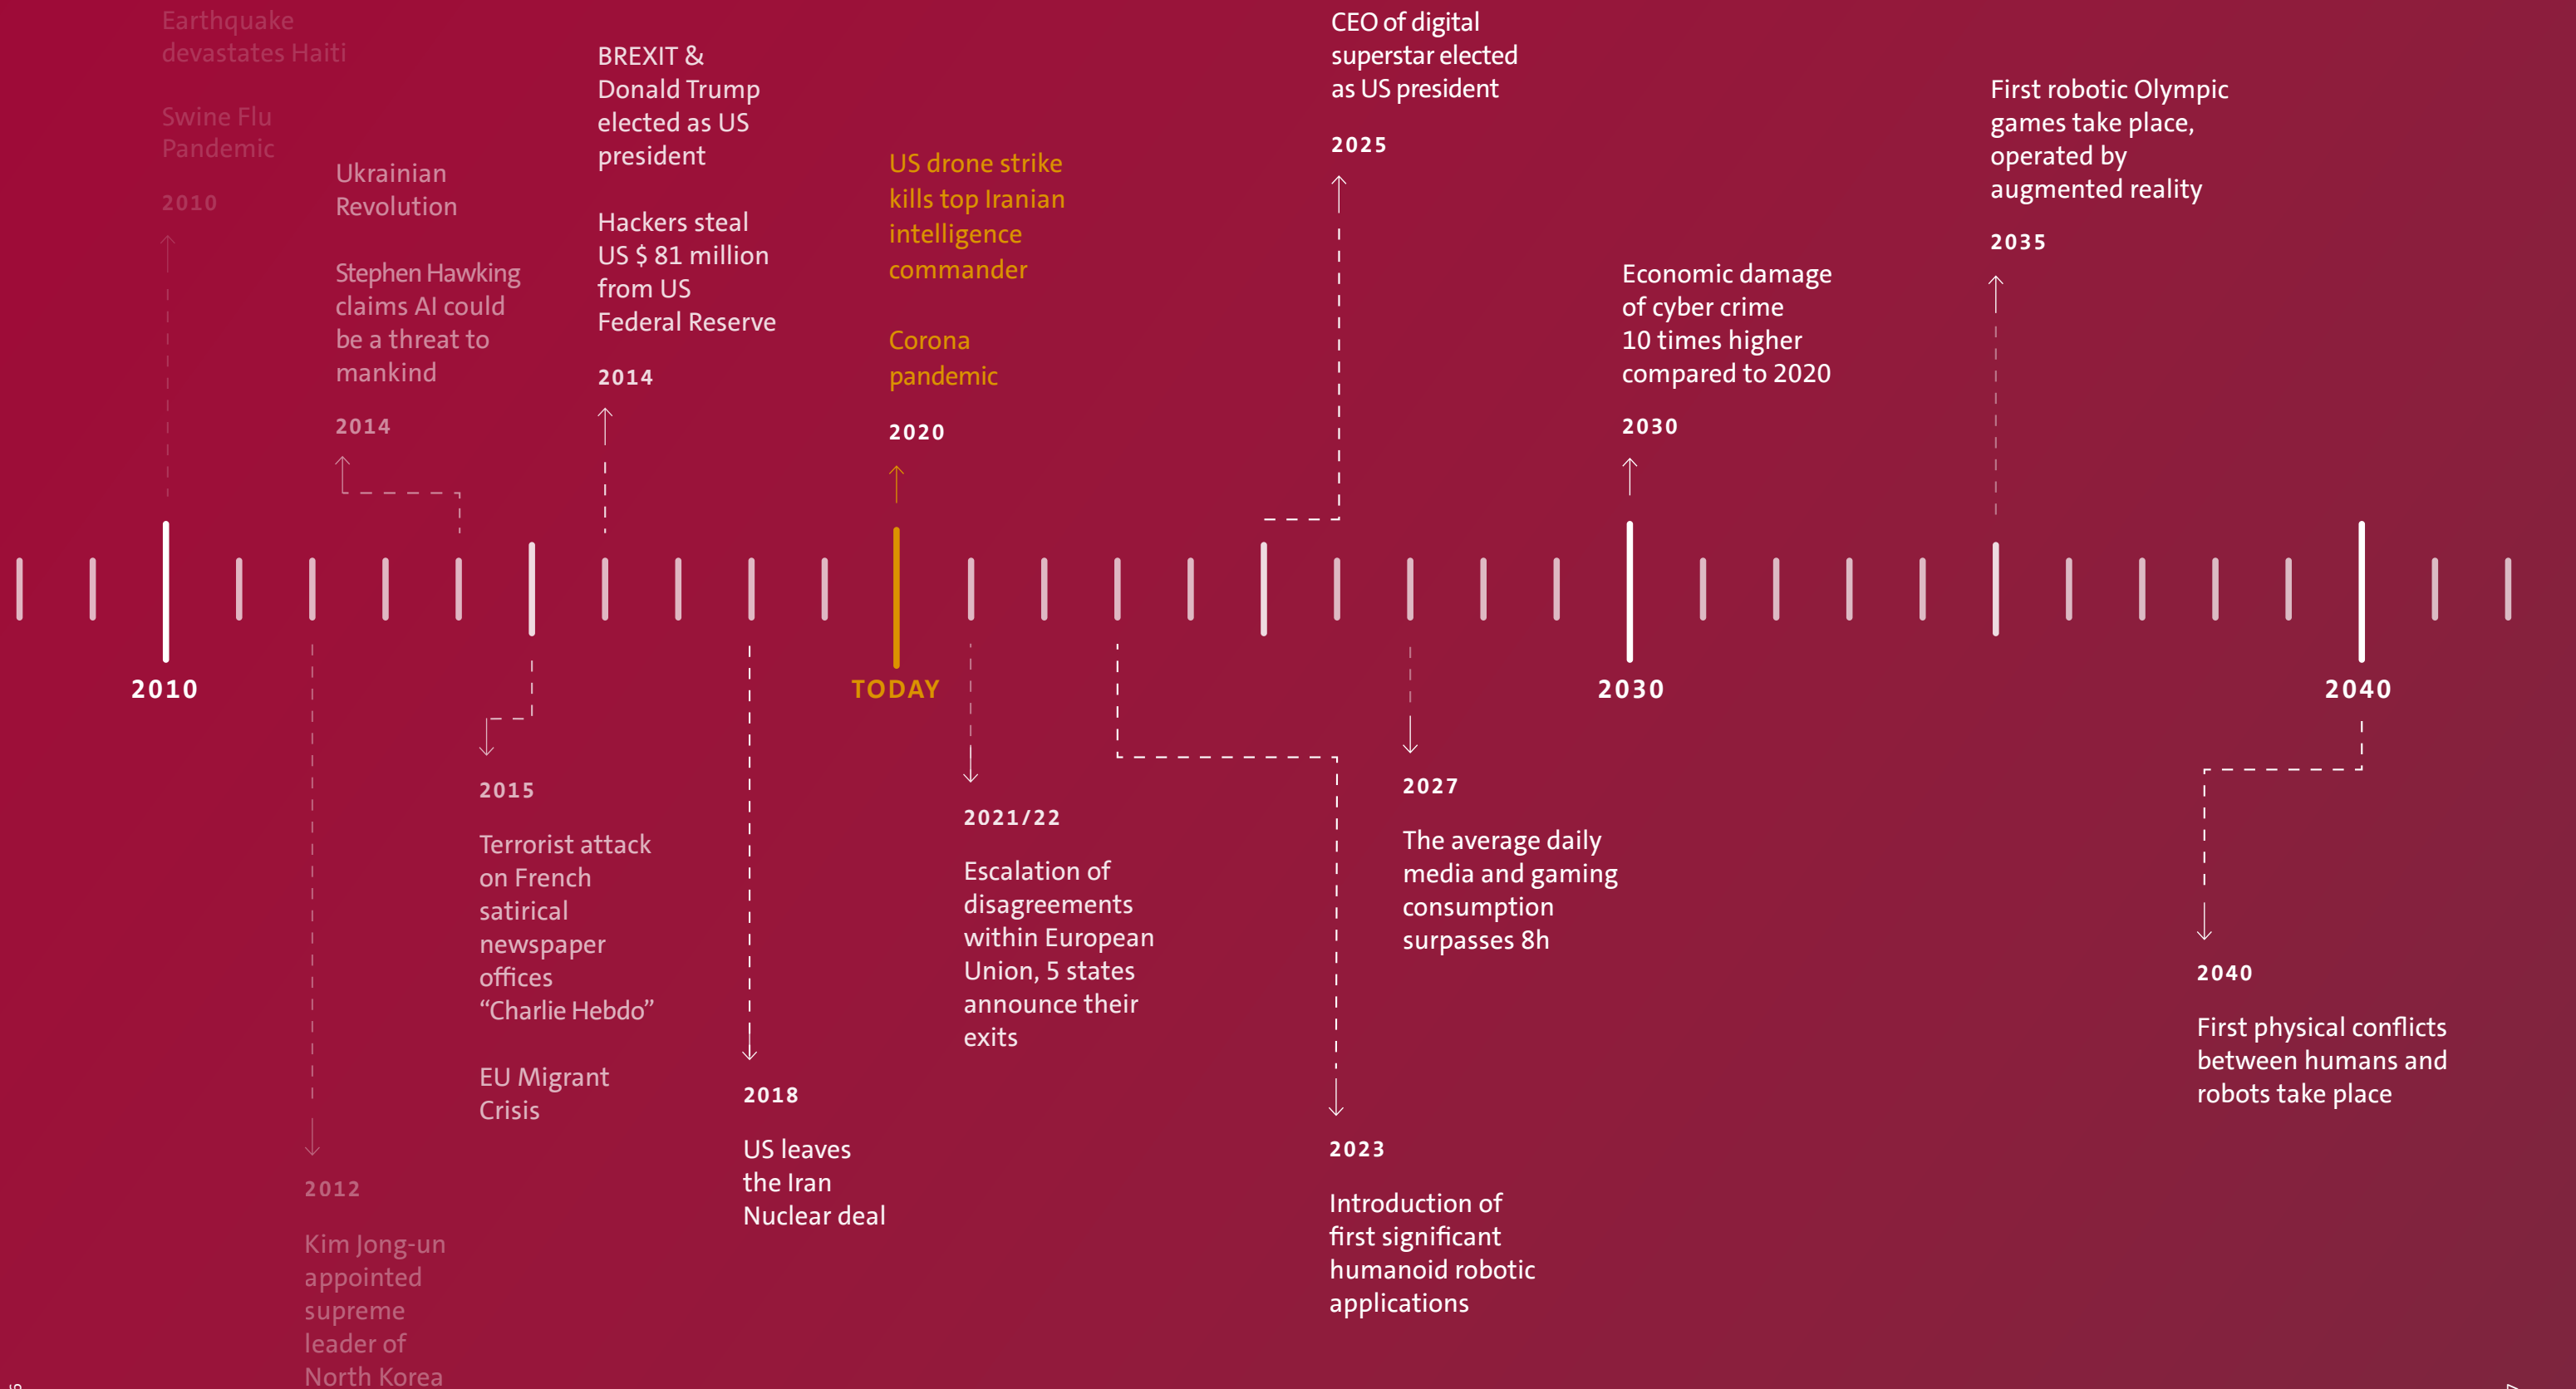 Earthquake
devastates Haiti
Swine Flu
Pandemic
2010
Ukrainian
Revolution
Stephen Hawking
claims AI could
be a threat to
mankind
2014
BREXIT &
Donald Trump
elected as US
president
Hackers steal
US $ 81 million
from US
Federal Reserve
2014
US drone strike
kills top Iranian
intelligence
commander
Corona
pandemic
2020
CEO of digital
superstar elected
as US president
2025
Economic damage
of cyber crime
10 times higher
compared to 2020
2030
First robotic Olympic
games take place,
operated by
augmented reality
2035
2010
TODAY
2030
2040
2012
Kim Jong-un
appointed
supreme
leader of
North Korea
2015
Terrorist attack
on French
satirical
newspaper
offices
“Charlie Hebdo”
EU Migrant
Crisis
2018
US leaves
the Iran
Nuclear deal
2021/22
Escalation of
disagreements
within European
Union, 5 states
announce their
exits
2023
Introduction of
first significant
humanoid robotic
applications
2027
The average daily
media and gaming
consumption
surpasses 8h
2040
First physical conflicts
between humans and
robots take place